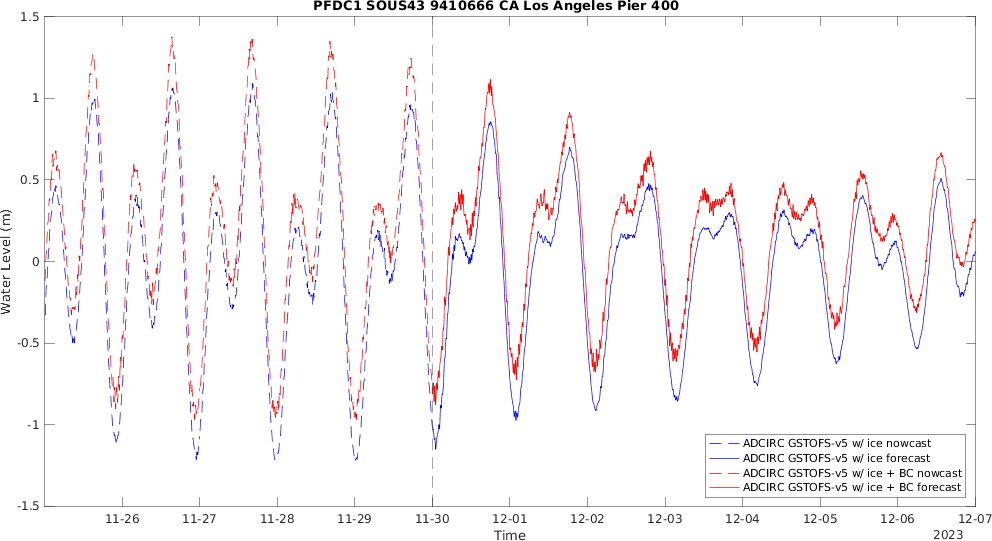 PFDC1 SOUS43 9410666 CA Los Angeles Pier 400
1.5
1
0.5
0
-0.5
-1
-1.5
Water Level (m)
11-26 11-27 11-28 11-29 11-30 12-01 12-02 12-03 12-04 12-05 12-06 12-07
Time
2023
ADCIRC GSTOFS-v5 w/ ice nowcast
ADCIRC GSTOFS-v5 w/ ice forecast
ADCIRC GSTOFS-v5 w/ ice + BC nowcast
ADCIRC GSTOFS-v5 w/ ice + BC forecast